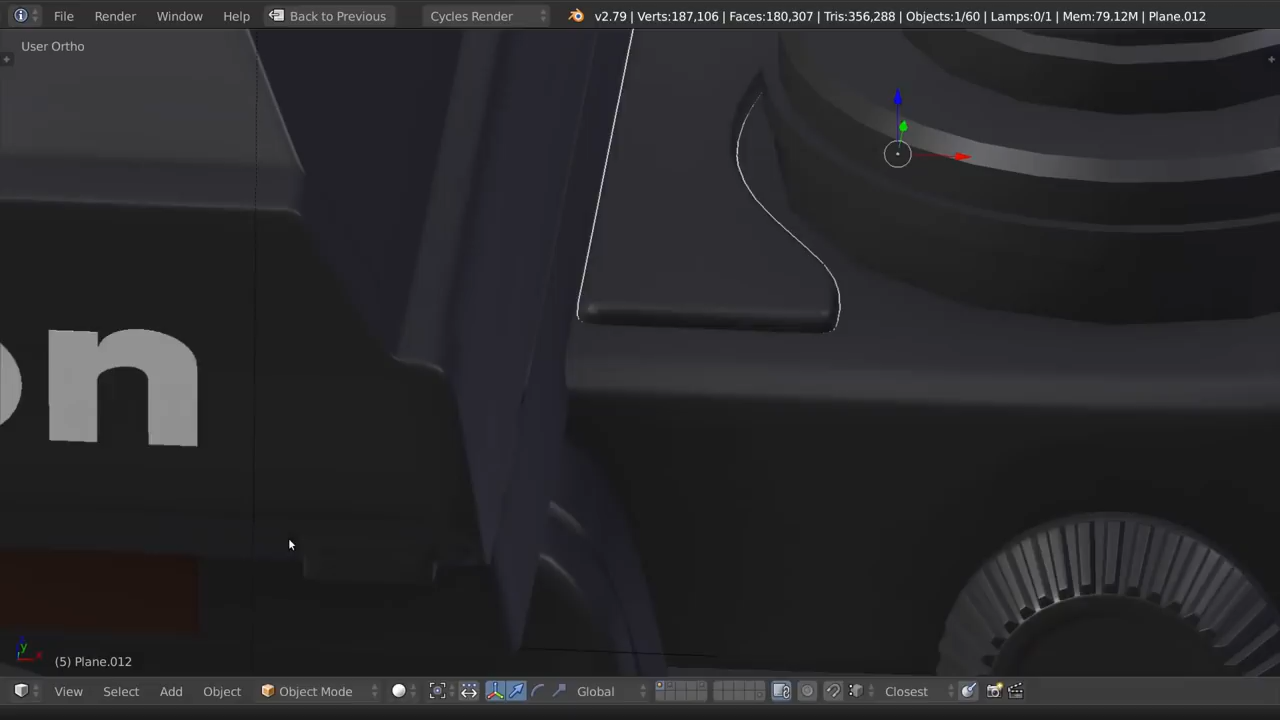 File Render Window Help Back to Previous Cycles Render v2.79 | Verts:187,106 | Faces:180,307 | Tris:356,288 | Objects:1/60 | Lamps:0/1 | Mem:79.12M | Plane.012
User Ortho
on
(5) Plane.012
View Select Add Object Object Mode Global Closest